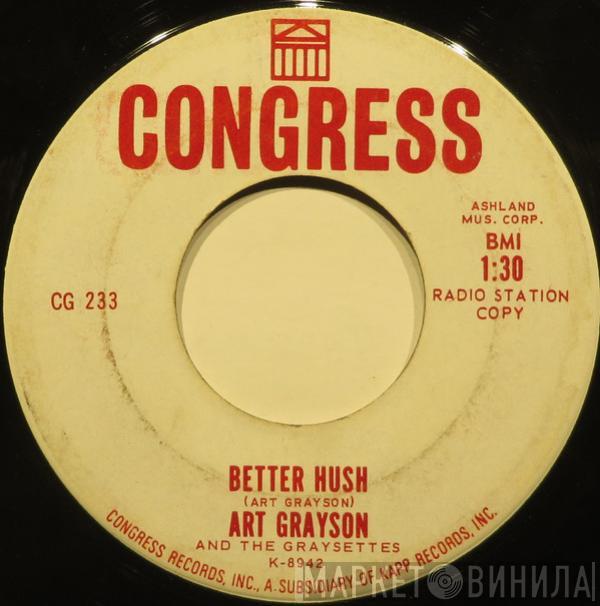 CONGRESS
ASHLAND
MUS. CORP.
BMI
1:30
RADIO STATION
COPY
CG 233
BETTER HUSH
(ART GRAYSON)
ART GRAYSON
AND THE GRAYSETTES
K-8942
CONGRESS RECORDS, INC., A SUBSIDIARY OF KAPP RECORDS, INC.
МАРКЕТ ВИНИЛА